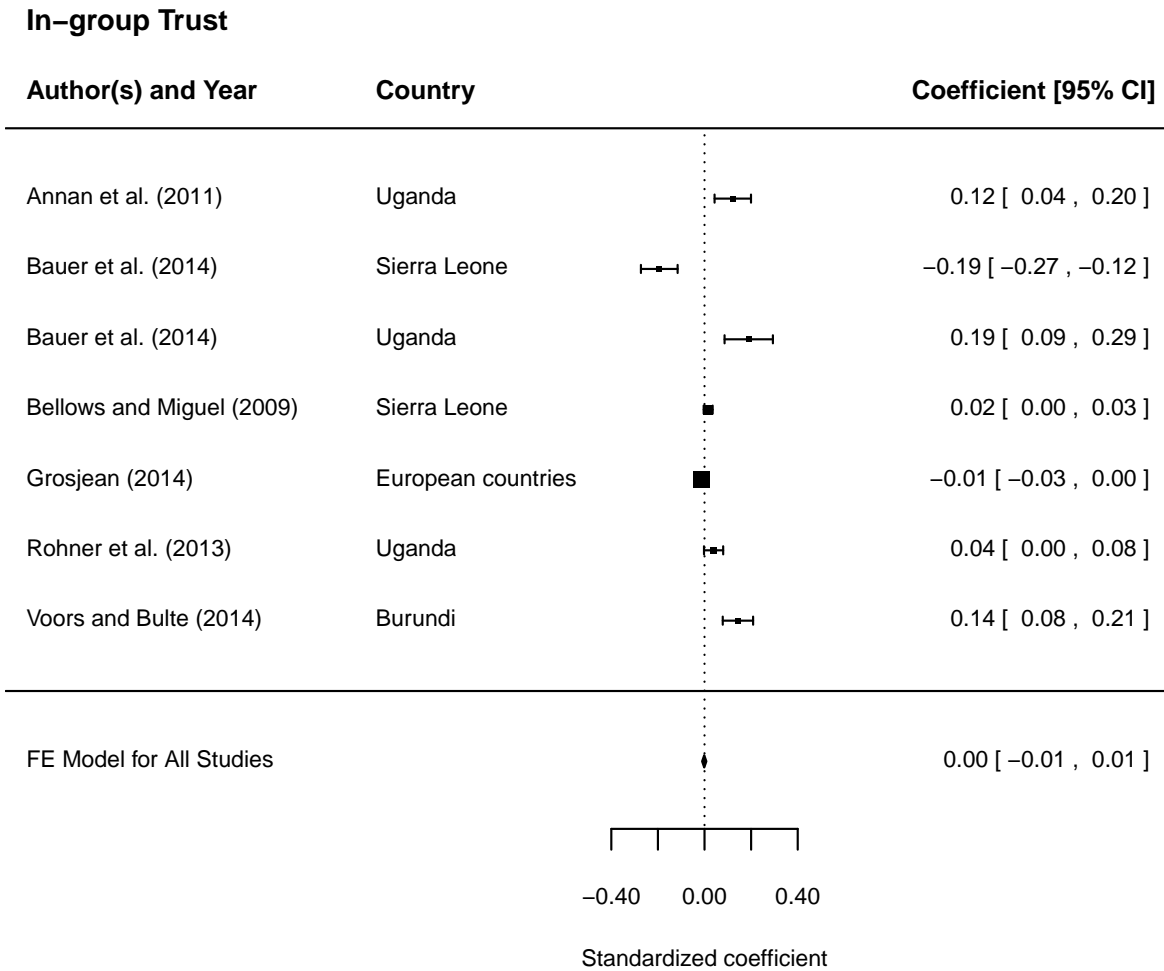 In−group Trust
Author(s) and Year Country Coefficient [95% CI]
Annan et al. (2011) Uganda 0.12 [ 0.04 , 0.20 ]
Bauer et al. (2014) Sierra Leone −0.19 [ −0.27 , −0.12 ]
Bauer et al. (2014) Uganda 0.19 [ 0.09 , 0.29 ]
Bellows and Miguel (2009) Sierra Leone 0.02 [ 0.00 , 0.03 ]
Grosjean (2014) European countries −0.01 [ −0.03 , 0.00 ]
Rohner et al. (2013) Uganda 0.04 [ 0.00 , 0.08 ]
Voors and Bulte (2014) Burundi 0.14 [ 0.08 , 0.21 ]
FE Model for All Studies 0.00 [ −0.01 , 0.01 ]
−0.40 0.00 0.40
Standardized coefficient